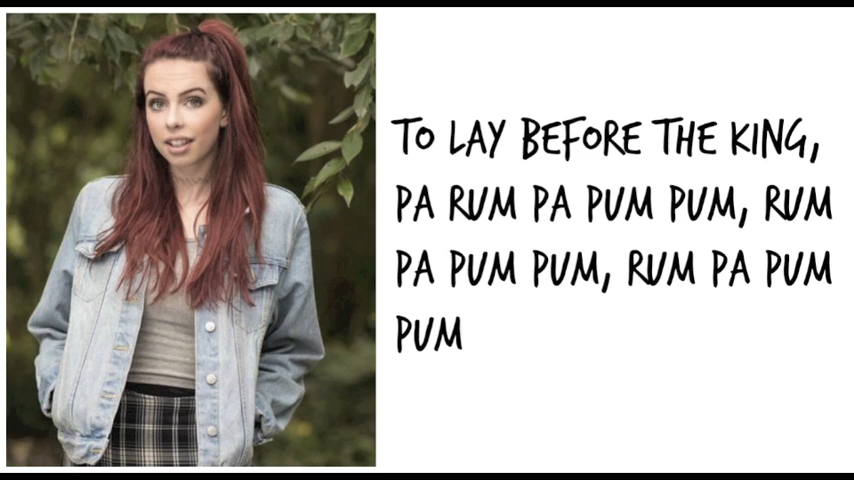 TO LAY BEFORE THE KING,
PA RUM PA PUM PUM, RUM
PA PUM PUM, RUM PA PUM
PUM